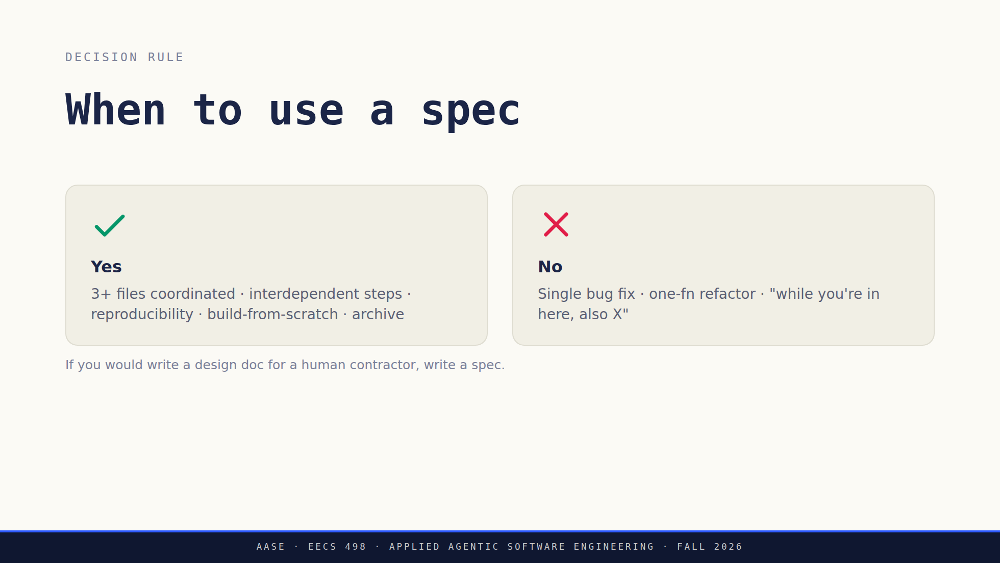 DECISION RULE
When to use a spec
Yes
3+ files coordinated · interdependent steps ·
reproducibility · build-from-scratch · archive
No
Single bug fix · one-fn refactor · "while you're in
here, also X"
If you would write a design doc for a human contractor, write a spec.
AASE · EECS 498 · APPLIED AGENTIC SOFTWARE ENGINEERING · FALL 2026